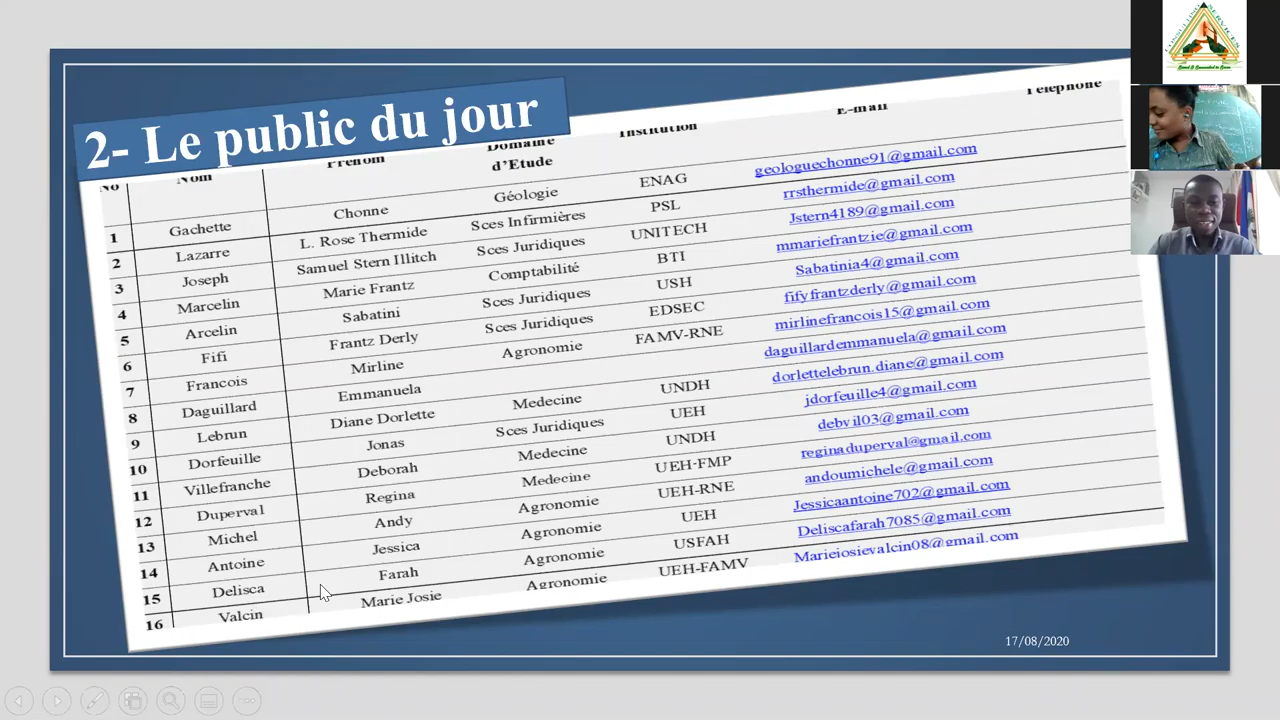 2- Le public du jour
No Nom Prénom Domaine d'Etude Institution E-mail Téléphone
1 Gachette Chonne Géologie ENAG geologuechonne91@gmail.com
2 Lazarre L. Rose Thermide Sces Infirmières PSL rrsthermide@gmail.com
3 Joseph Samuel Stern Illitch Sces Juridiques UNITECH Jstern4189@gmail.com
4 Marcelin Marie Frantz Comptabilité BTI mmariefrantzie@gmail.com
5 Arcelin Sabatini Sces Juridiques USH Sabatinia4@gmail.com
6 Fifi Frantz Derly Sces Juridiques EDSEC fifyfrantzderly@gmail.com
7 Francois Mirline Agronomie FAMV-RNE mirlinefrancois15@gmail.com
8 Daguillard Emmanuela daguillardemmanuela@gmail.com
9 Lebrun Diane Dorlette Medecine UNDH dorlettelebrun.diane@gmail.com
10 Dorfeuille Jonas Sces Juridiques UEH jdorfeuille4@gmail.com
11 Villefranche Deborah Medecine UNDH debvil03@gmail.com
12 Duperval Regina Medecine UEH-FMP reginaduperval@gmail.com
13 Michel Andy Agronomie UEH-RNE andoumichele@gmail.com
14 Antoine Jessica Agronomie UEH Jessicaantoine702@gmail.com
15 Delisca Farah Agronomie USFAH Deliscafarah7085@gmail.com
16 Valcin Marie Josie Agronomie UEH-FAMV Mariejosievalcin08@gmail.com
17/08/2020